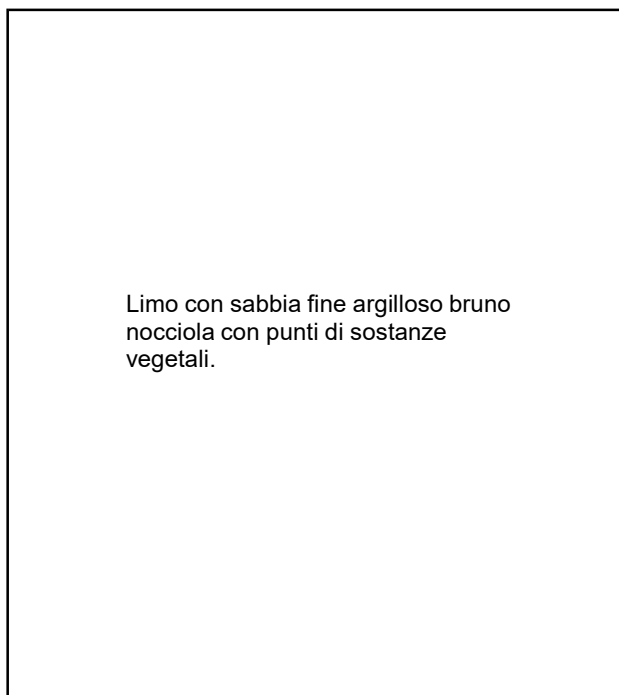 Limo con sabbia fine argilloso bruno
nocciola con punti di sostanze
vegetali.